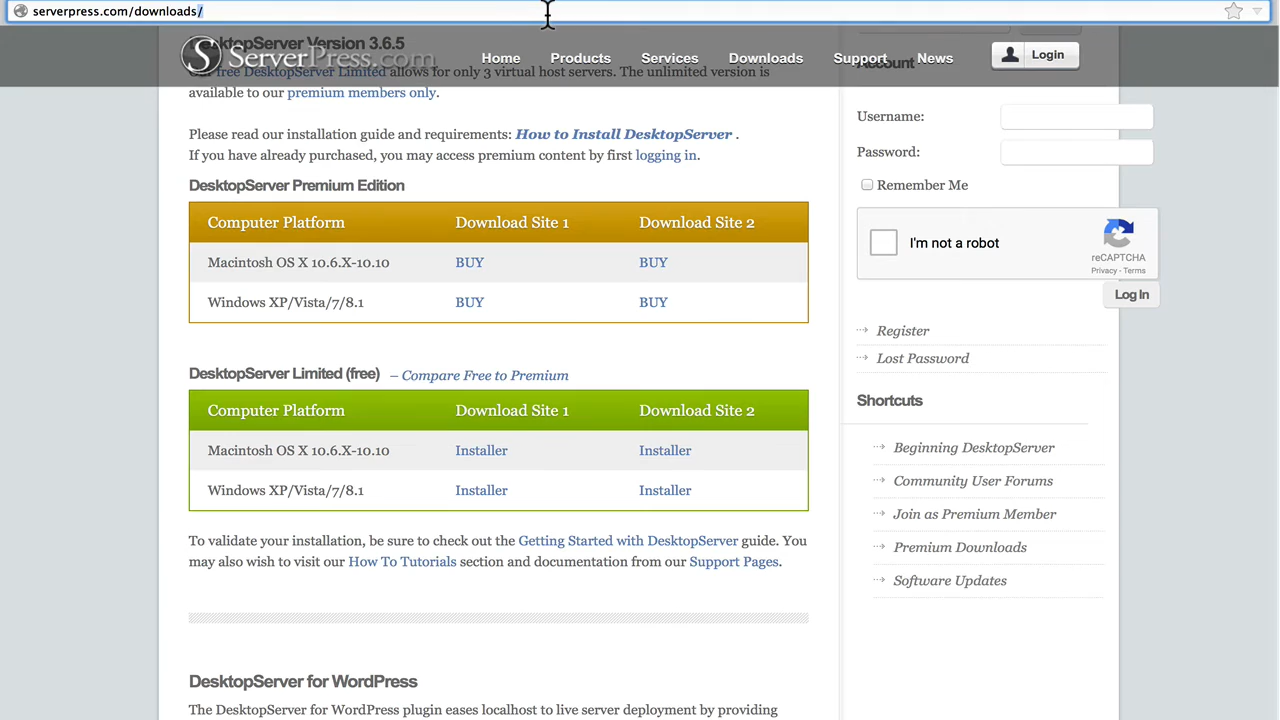 serverpress.com/downloads/
DesktopServer Version 3.6.5
ServerPress.com
Home
Products
Services
Downloads
Support
News
Login
Account
free DesktopServer Limited allows for only 3 virtual host servers. The unlimited version is
available to our premium members only.
Please read our installation guide and requirements: How to Install DesktopServer .
If you have already purchased, you may access premium content by first logging in.
DesktopServer Premium Edition
Computer Platform Download Site 1 Download Site 2
Macintosh OS X 10.6.X-10.10 BUY BUY
Windows XP/Vista/7/8.1 BUY BUY
DesktopServer Limited (free) – Compare Free to Premium
Computer Platform Download Site 1 Download Site 2
Macintosh OS X 10.6.X-10.10 Installer Installer
Windows XP/Vista/7/8.1 Installer Installer
To validate your installation, be sure to check out the Getting Started with DesktopServer guide. You
may also wish to visit our How To Tutorials section and documentation from our Support Pages.
DesktopServer for WordPress
The DesktopServer for WordPress plugin eases localhost to live server deployment by providing
Username:
Password:
Remember Me
I'm not a robot
reCAPTCHA
Privacy - Terms
Log In
Register
Lost Password
Shortcuts
Beginning DesktopServer
Community User Forums
Join as Premium Member
Premium Downloads
Software Updates